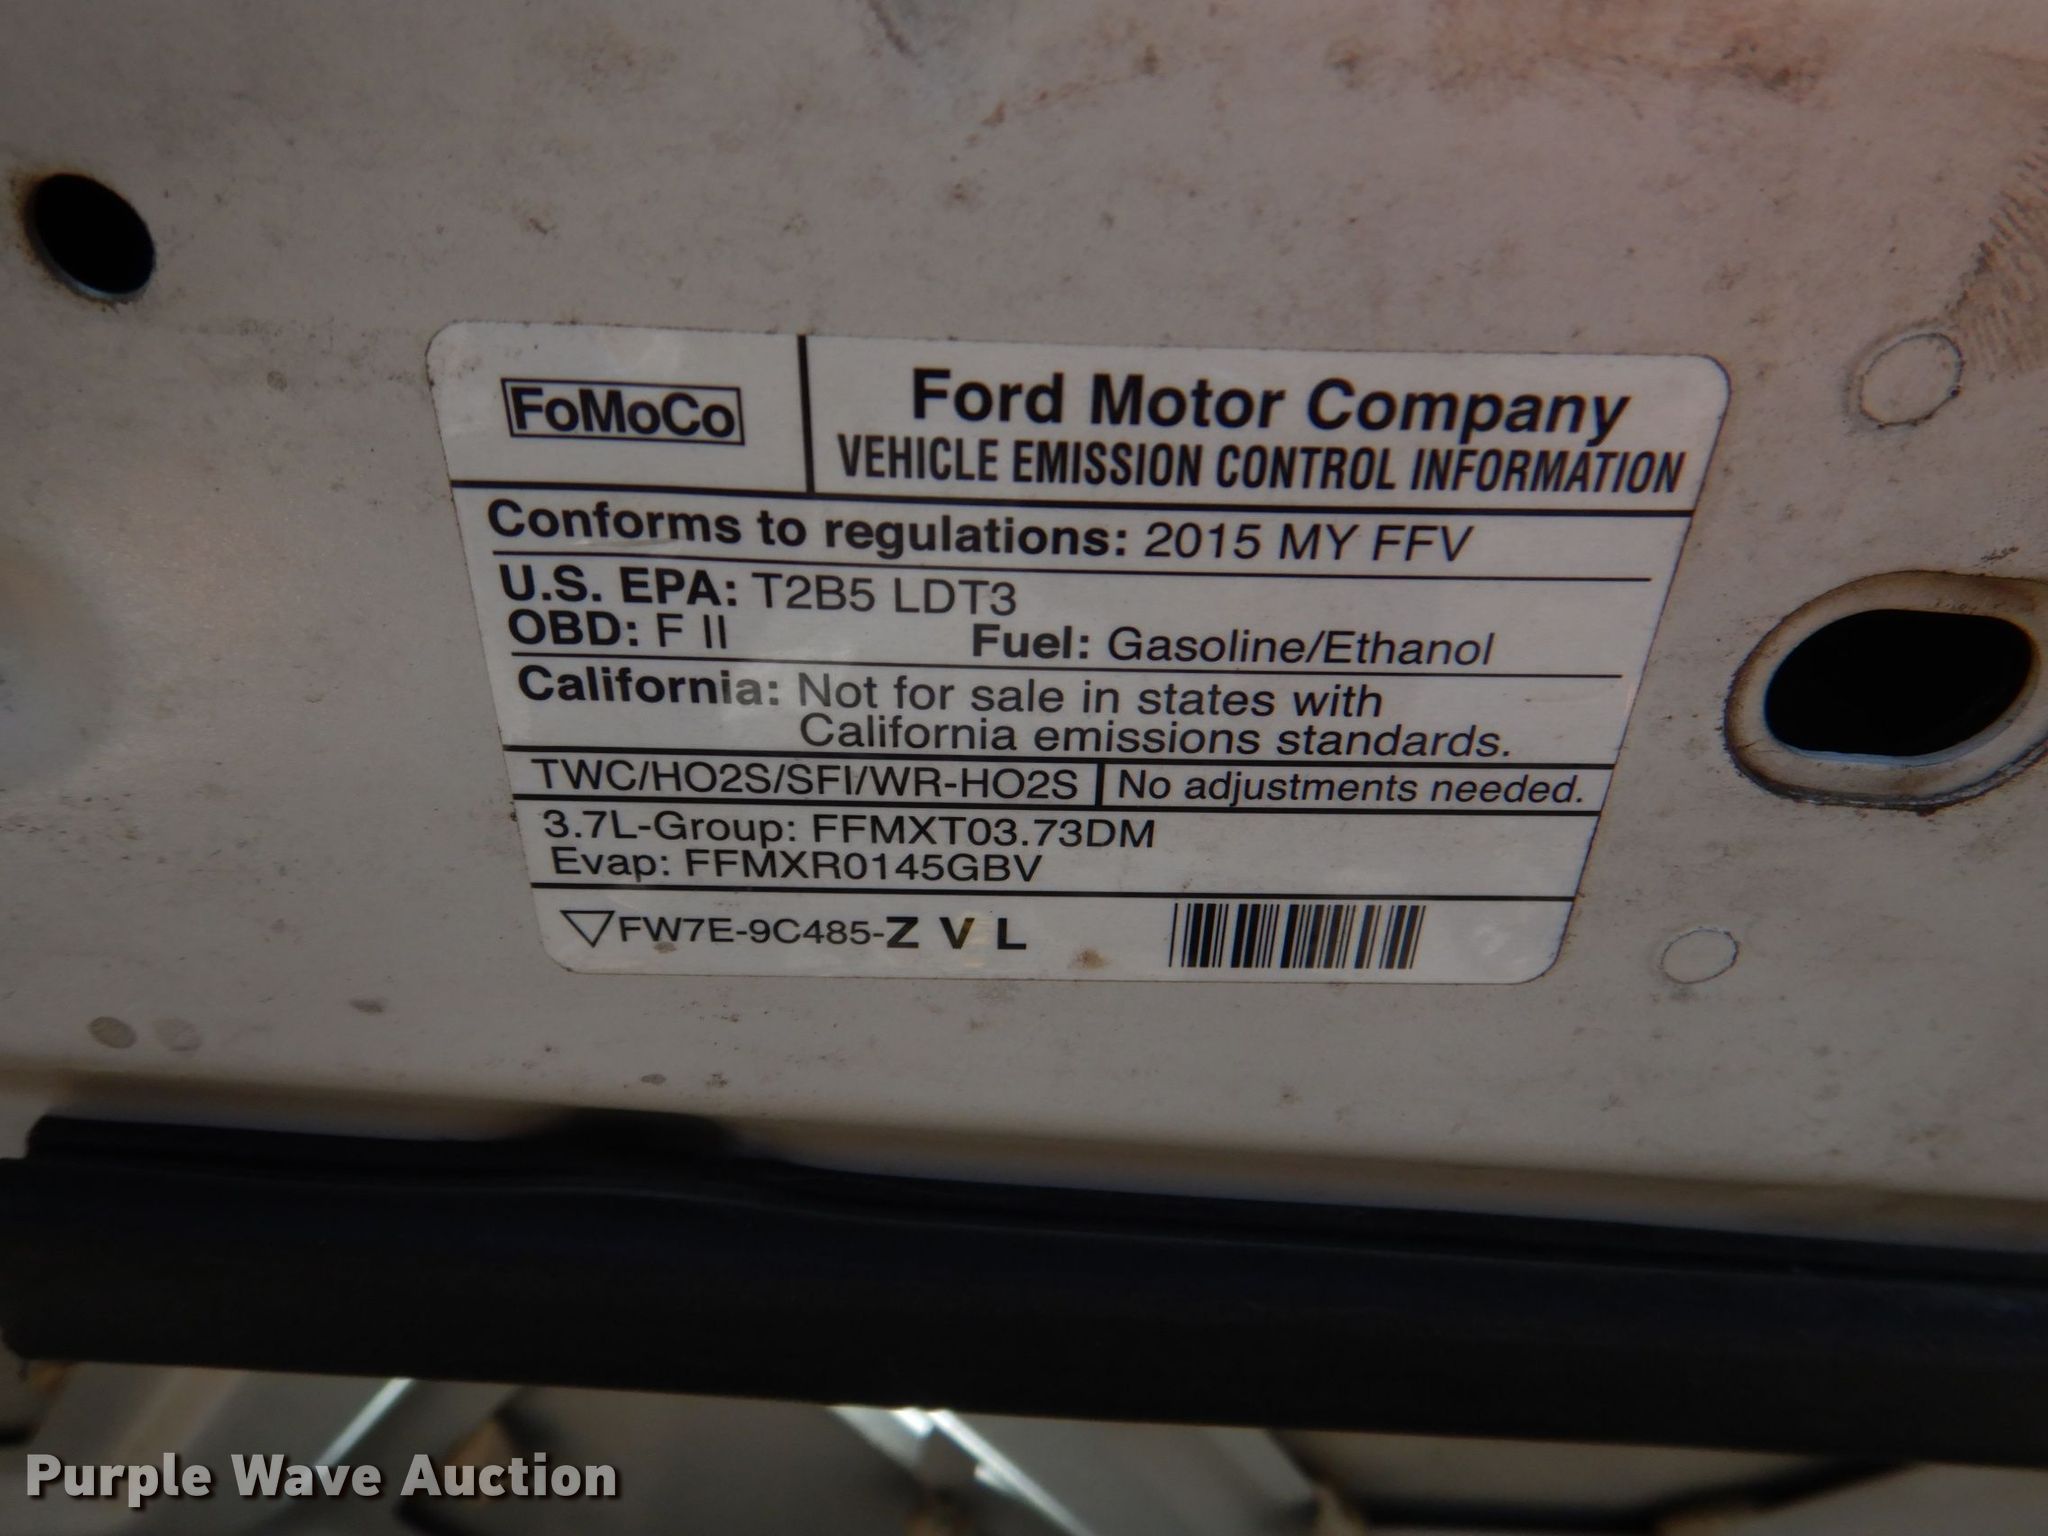 FoMoCo
Ford Motor Company
VEHICLE EMISSION CONTROL INFORMATION
Conforms to regulations: 2015 MY FFV
U.S. EPA: T2B5 LDT3
OBD: F II Fuel: Gasoline/Ethanol
California: Not for sale in states with
California emissions standards.
TWC/HO2S/SFI/WR-HO2S No adjustments needed.
3.7L-Group: FFMXT03.73DM
Evap: FFMXR0145GBV
FW7E-9C485-Z V L
Purple Wave Auction